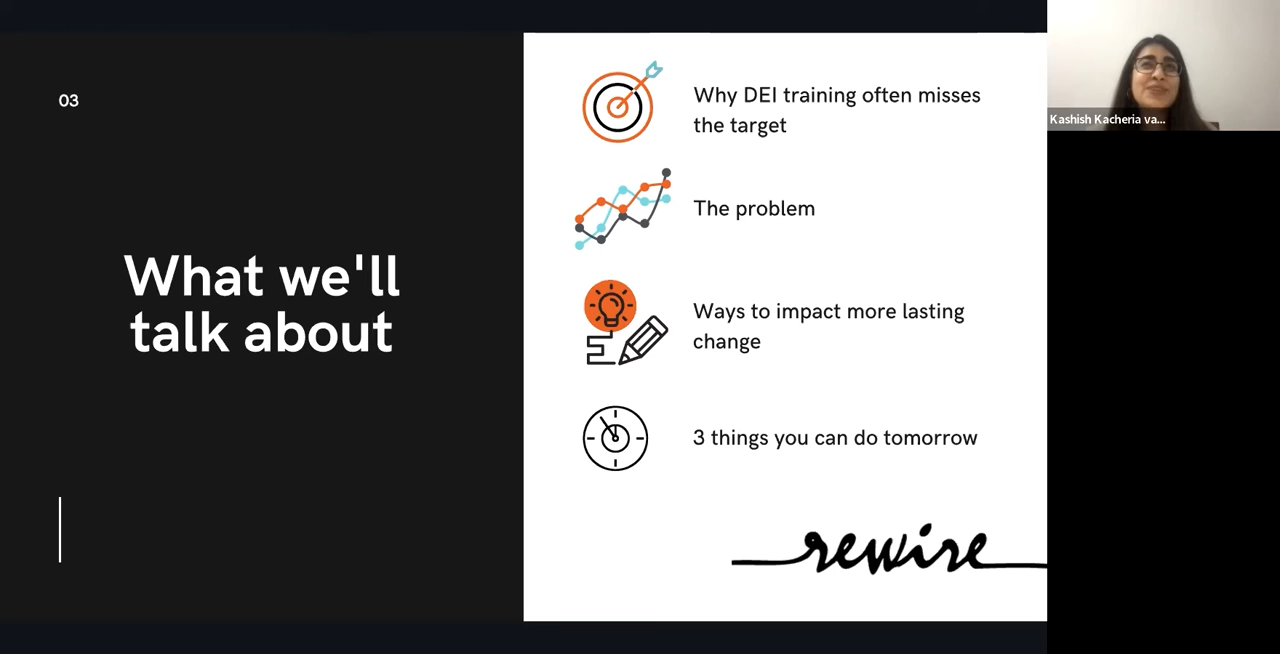 03
What we'll
talk about
Why DEI training often misses
the target
The problem
Ways to impact more lasting
change
3 things you can do tomorrow
rewire
Kashish Kacheria va...